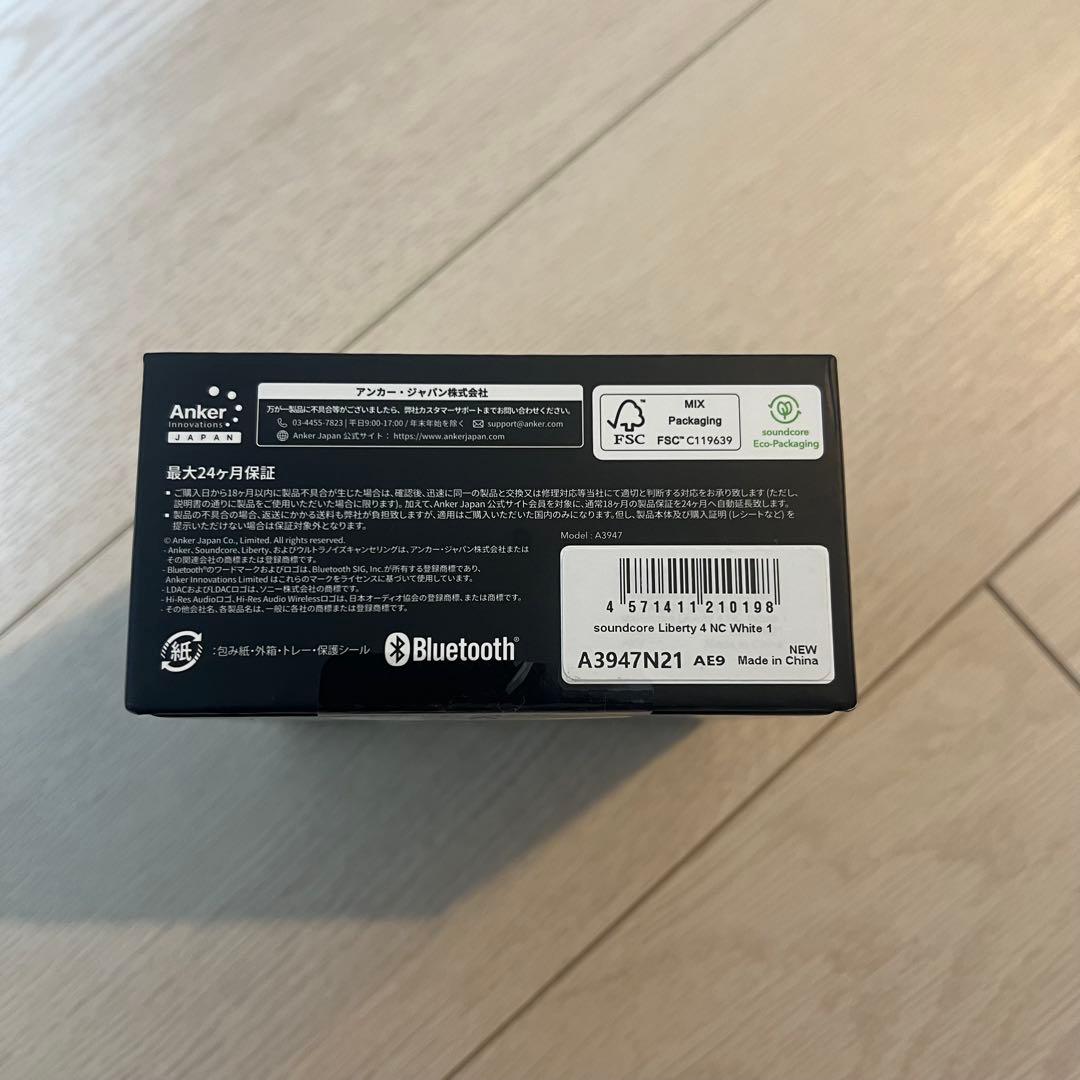 Anker
Innovations
JAPAN
アンカー・ジャパン株式会社
万が一製品に不具合等がございましたら、弊社カスタマーサポートまでお問い合わせください。
03-4455-7823 | 平日9:00-17:00 / 年末年始を除く support@anker.com
Anker Japan 公式サイト : https://www.ankerjapan.com
FSC
MIX
Packaging
FSC™ C119639
soundcore
Eco-Packaging
最大24ヶ月保証
▪ ご購入日から18ヶ月以内に製品不具合が生じた場合は、確認後、迅速に同一の製品と交換又は修理対応等当社にて適切と判断する対応をお承り致します (ただし、
説明書の通りに製品をご使用いただいた場合に限ります)。加えて、Anker Japan 公式サイト会員を対象に、通常18ヶ月の製品保証を24ヶ月へ自動延長致します。
▪ 製品の不具合の場合、返送にかかる送料も弊社が負担致しますが、適用はご購入いただいた国内のみになります。但し、製品本体及び購入証明 (レシートなど) を
提示いただけない場合は保証対象外となります。
© Anker Japan Co., Limited. All rights reserved.
- Anker、Soundcore、Liberty、およびウルトラノイズキャンセリングは、アンカー・ジャパン株式会社または
その関連会社の商標または登録商標です。
- Bluetooth®のワードマークおよびロゴは、Bluetooth SIG, Inc.が所有する登録商標であり、
Anker Innovations Limited はこれらのマークをライセンスに基づいて使用しています。
- LDACおよびLDACロゴは、ソニー株式会社の商標です。
- Hi-Res Audioロゴ、Hi-Res Audio Wirelessロゴは、日本オーディオ協会の登録商標、または商標です。
- その他会社名、各製品名は、一般に各社の商標または登録商標です。
紙 : 包み紙・外箱・トレー・保護シール
Bluetooth®
Model : A3947
4 571411 210198
soundcore Liberty 4 NC White 1
NEW
A3947N21 AE9 Made in China